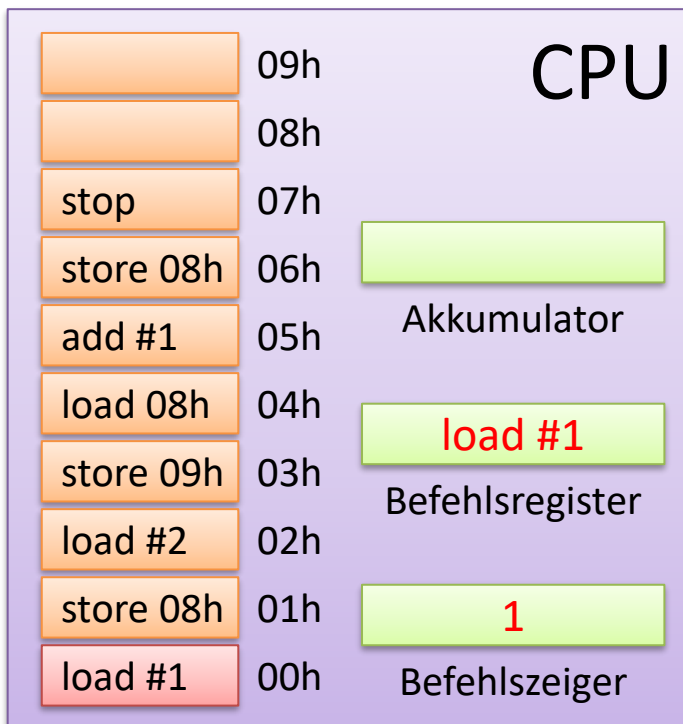 CPU
09h
08h
stop 07h
store 08h 06h
add #1 05h
load 08h 04h
store 09h 03h
load #2 02h
store 08h 01h
load #1 00h
Akkumulator
load #1
Befehlsregister
1
Befehlszeiger